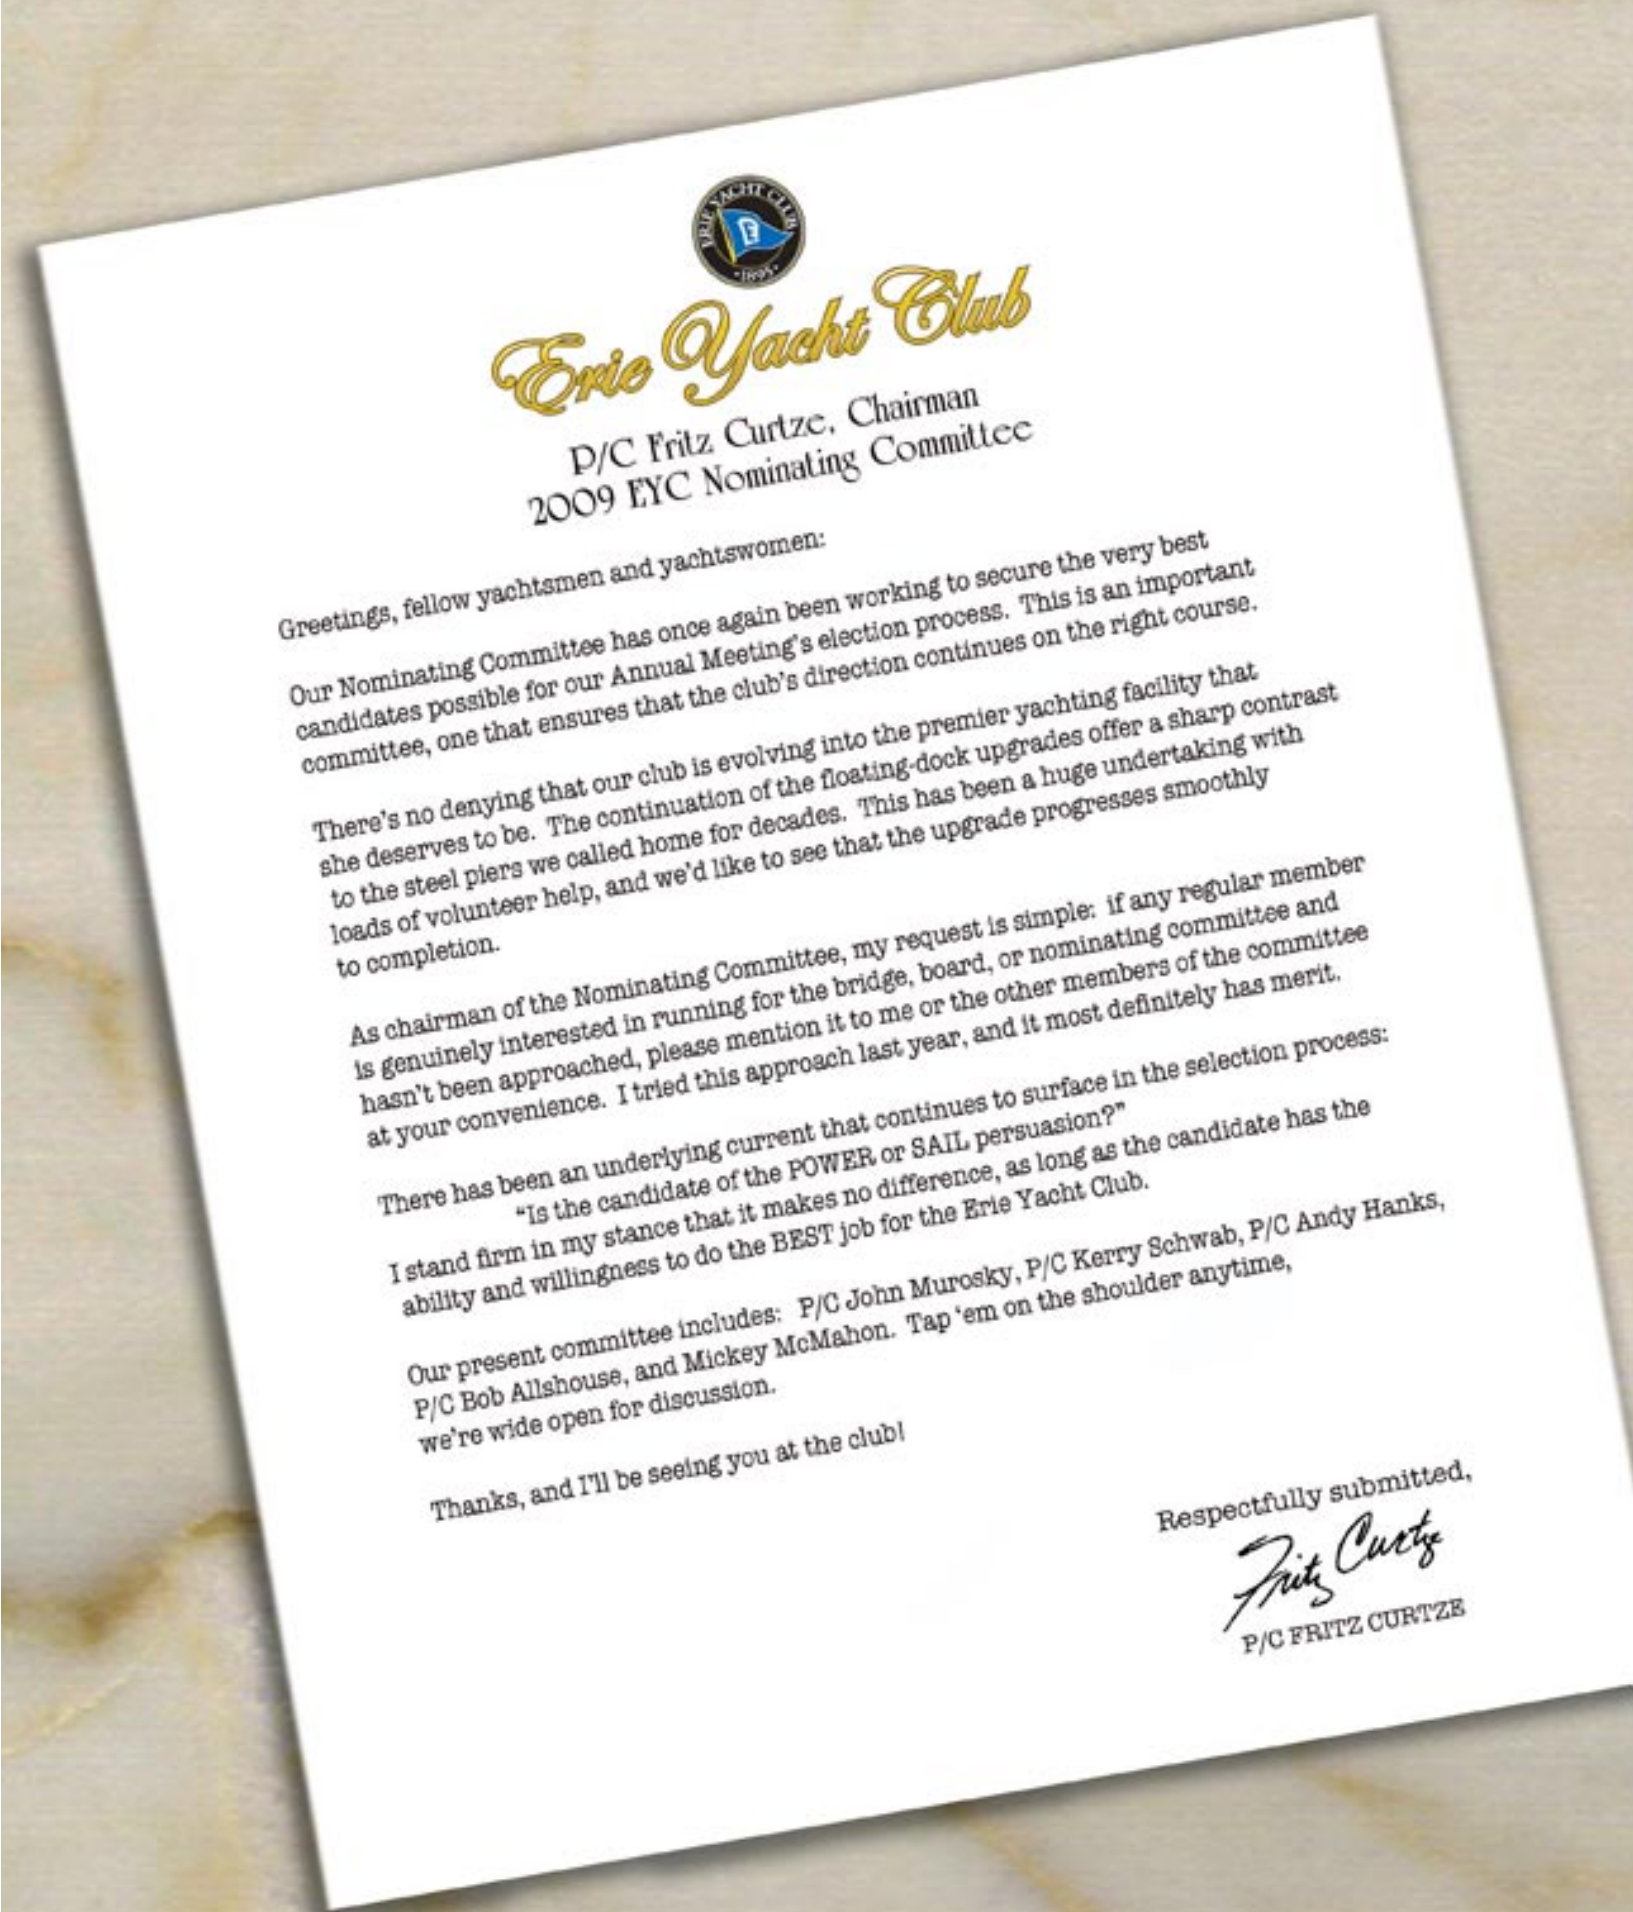 ERIE YACHT CLUB
E
·1895·
Erie Yacht Club
P/C Fritz Curtze, Chairman
2009 EYC Nominating Committee
Greetings, fellow yachtsmen and yachtswomen:
Our Nominating Committee has once again been working to secure the very best
candidates possible for our Annual Meeting's election process.  This is an important
committee, one that ensures that the club's direction continues on the right course.
There's no denying that our club is evolving into the premier yachting facility that
she deserves to be.  The continuation of the floating-dock upgrades offer a sharp contrast
to the steel piers we called home for decades.  This has been a huge undertaking with
loads of volunteer help, and we'd like to see that the upgrade progresses smoothly
to completion.
As chairman of the Nominating Committee, my request is simple:  if any regular member
is genuinely interested in running for the bridge, board, or nominating committee and
hasn't been approached, please mention it to me or the other members of the committee
at your convenience.  I tried this approach last year, and it most definitely has merit.
There has been an underlying current that continues to surface in the selection process:
"Is the candidate of the POWER or SAIL persuasion?"
I stand firm in my stance that it makes no difference, as long as the candidate has the
ability and willingness to do the BEST job for the Erie Yacht Club.
Our present committee includes:  P/C John Murosky, P/C Kerry Schwab, P/C Andy Hanks,
P/C Bob Allshouse, and Mickey McMahon.  Tap 'em on the shoulder anytime,
we're wide open for discussion.
Thanks, and I'll be seeing you at the club!
Respectfully submitted,
Fritz Curtze
P/C FRITZ CURTZE